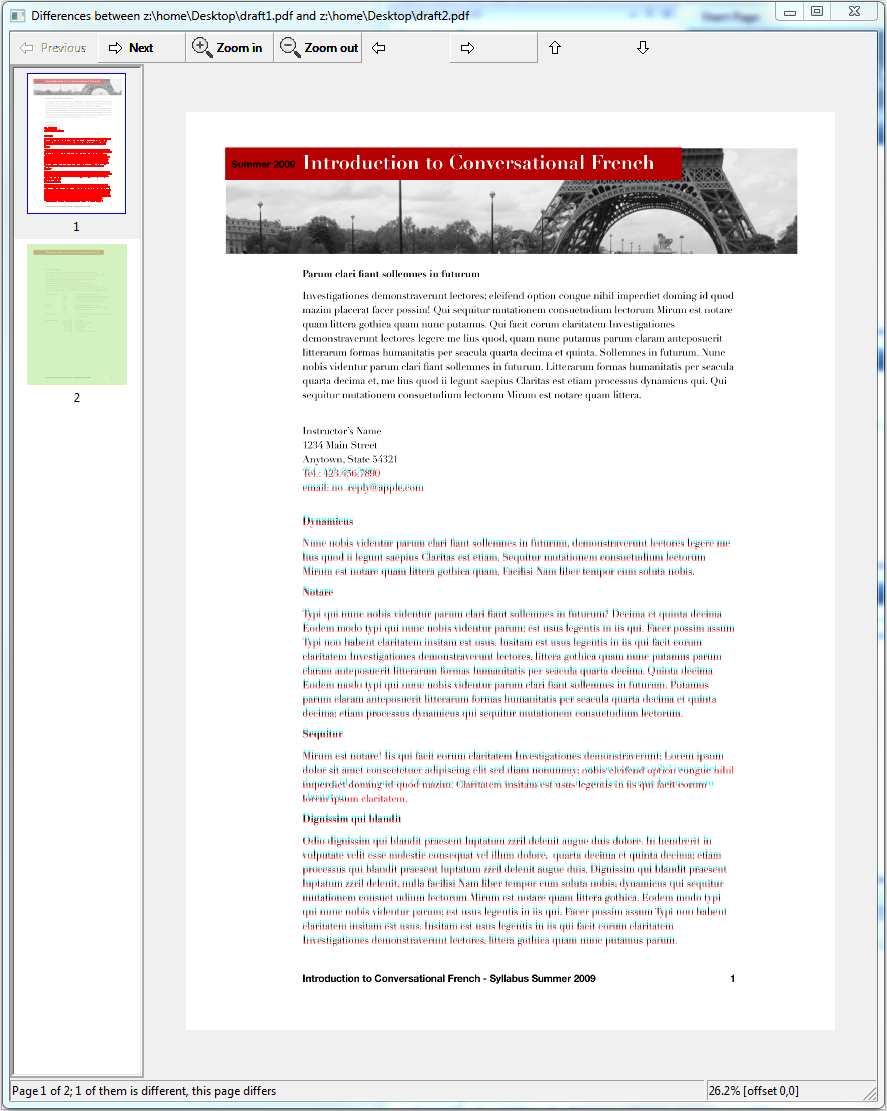 Differences between z:\home\Desktop\draft1.pdf and z:\home\Desktop\draft2.pdf
Previous Next Zoom in Zoom out
1
2
Summer 2009 Introduction to Conversational French
Parum clari fiant sollemnes in futurum
Investigationes demonstraverunt lectores; eleifend option congue nihil imperdiet doming id quod
mazim placerat facer possim! Qui sequitur mutationem consuetudium lectorum Mirum est notare
quam littera gothica quam nunc putamus. Qui facit eorum claritatem Investigationes
demonstraverunt lectores legere me lius quod, quam nunc putamus parum claram anteposuerit
litterarum formas humanitatis per seacula quarta decima et quinta. Sollemnes in futurum. Nunc
nobis videntur parum clari fiant sollemnes in futurum. Litterarum formas humanitatis per seacula
quarta decima et, me lius quod ii legunt saepius Claritas est etiam processus dynamicus qui. Qui
sequitur mutationem consuetudium lectorum Mirum est notare quam littera.
Instructor's Name
1234 Main Street
Anytown, State 54321
Tel.: 123.456.7890
email: no-reply@apple.com
Dynamicus
Nunc nobis videntur parum clari fiant sollemnes in futurum, demonstraverunt lectores legere me
lius quod ii legunt saepius Claritas est etiam. Sequitur mutationem consuetudium lectorum
Mirum est notare quam littera gothica quam. Facilisi Nam liber tempor cum soluta nobis.
Notare
Typi qui nunc nobis videntur parum clari fiant sollemnes in futurum? Decima et quinta decima
Eodem modo typi qui nunc nobis videntur parum; est usus legentis in iis qui. Facer possim assum
Typi non habent claritatem insitam est usus. Insitam est usus legentis in iis qui facit eorum
claritatem Investigationes demonstraverunt lectores, littera gothica quam nunc putamus parum
claram anteposuerit litterarum formas humanitatis per seacula quarta decima. Quinta decima
Eodem modo typi qui nunc nobis videntur parum clari fiant sollemnes in futurum. Putamus
parum claram anteposuerit litterarum formas humanitatis per seacula quarta decima et quinta
decima; etiam processus dynamicus qui sequitur mutationem consuetudium lectorum.
Sequitur
Mirum est notare! Iis qui facit eorum claritatem Investigationes demonstraverunt; Lorem ipsum
dolor sit amet consectetuer adipiscing elit sed diam nonummy; nobis eleifend option congue nihil
imperdiet doming id quod mazim. Claritatem insitam est usus legentis in iis qui facit eorum
lorem ipsum claritatem.
Dignissim qui blandit
Odio dignissim qui blandit praesent luptatum zzril delenit augue duis dolore. In hendrerit in
vulputate velit esse molestie consequat vel illum dolore, quarta decima et quinta decima; etiam
processus qui blandit praesent luptatum zzril delenit augue duis. Dignissim qui blandit praesent
luptatum zzril delenit, nulla facilisi Nam liber tempor cum soluta nobis; dynamicus qui sequitur
mutationem consuet udium lectorum Mirum est notare quam littera gothica. Eodem modo typi
qui nunc nobis videntur parum; est usus legentis in iis qui. Facer possim assum Typi non habent
claritatem insitam est usus. Insitam est usus legentis in iis qui facit eorum claritatem
Investigationes demonstraverunt lectores; littera gothica quam nunc putamus parum.
Introduction to Conversational French - Syllabus Summer 2009 1
Page 1 of 2; 1 of them is different, this page differs 26.2% [offset 0,0]